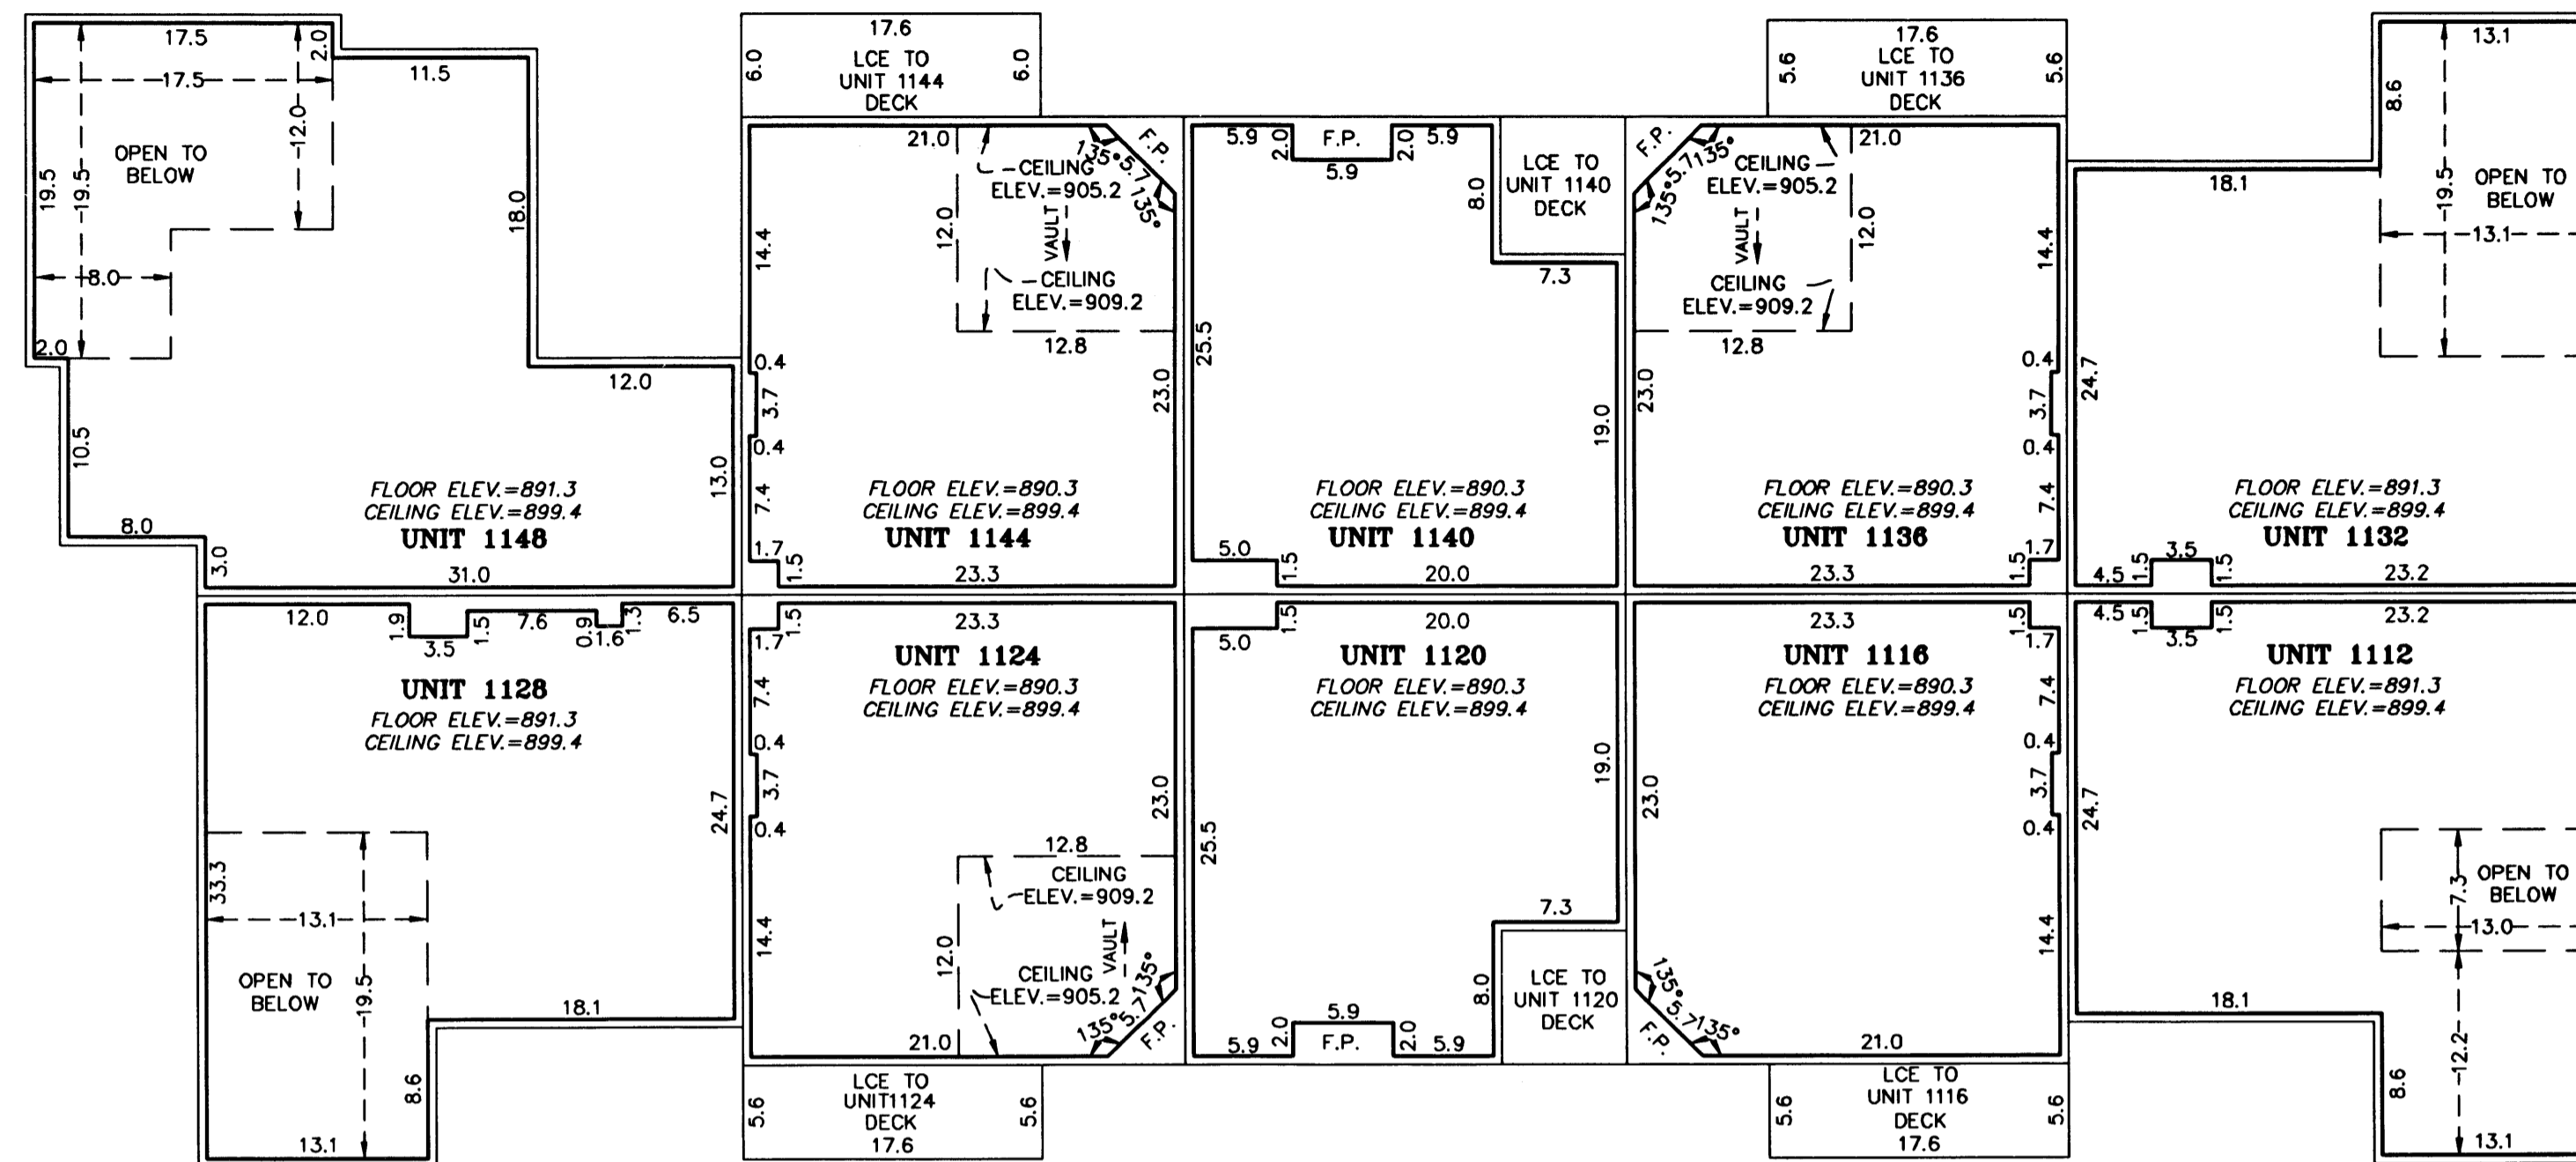 17.5
2.0
17.5
11.5
12.0
OPEN TO
BELOW
19.5
19.5
18.0
8.0
2.0
12.0
10.5
13.0
8.0
3.0
FLOOR ELEV.=891.3
CEILING ELEV.=899.4
UNIT 1148
31.0
17.6
LCE TO
UNIT 1144
DECK
6.0
6.0
21.0
F.P.
135°
5.7
135°
CEILING
ELEV.=905.2
VAULT
12.0
CEILING
ELEV.=909.2
12.8
14.4
0.4
3.7
0.4
23.0
7.4
FLOOR ELEV.=890.3
CEILING ELEV.=899.4
UNIT 1144
1.7
1.5
23.3
5.9
2.0
F.P.
2.0
5.9
5.9
8.0
LCE TO
UNIT 1140
DECK
7.3
25.5
19.0
FLOOR ELEV.=890.3
CEILING ELEV.=899.4
UNIT 1140
5.0
1.5
20.0
17.6
LCE TO
UNIT 1136
DECK
5.6
5.6
F.P.
135°
5.7
135°
21.0
CEILING
ELEV.=905.2
VAULT
12.0
CEILING
ELEV.=909.2
12.8
14.4
23.0
0.4
3.7
0.4
7.4
FLOOR ELEV.=890.3
CEILING ELEV.=899.4
UNIT 1136
1.7
1.5
23.3
13.1
8.6
18.1
19.5
OPEN TO
BELOW
13.1
24.7
FLOOR ELEV.=891.3
CEILING ELEV.=899.4
UNIT 1132
4.5
1.5
3.5
1.5
23.2
12.0
1.9
3.5
1.5
7.6
0.9
1.6
1.3
6.5
UNIT 1128
FLOOR ELEV.=891.3
CEILING ELEV.=899.4
24.7
33.3
13.1
19.5
OPEN TO
BELOW
18.1
8.6
13.1
1.7
1.5
23.3
UNIT 1124
FLOOR ELEV.=890.3
CEILING ELEV.=899.4
7.4
0.4
3.7
0.4
23.0
12.8
CEILING
ELEV.=909.2
14.4
12.0
VAULT
CEILING
ELEV.=905.2
135°
5.7
135°
F.P.
21.0
LCE TO
UNIT1124
DECK
17.6
5.6
5.6
5.0
1.5
20.0
UNIT 1120
FLOOR ELEV.=890.3
CEILING ELEV.=899.4
19.0
25.5
7.3
8.0
LCE TO
UNIT 1120
DECK
5.9
2.0
5.9
F.P.
2.0
5.9
23.3
1.5
1.7
UNIT 1116
FLOOR ELEV.=890.3
CEILING ELEV.=899.4
7.4
0.4
3.7
0.4
23.0
14.4
135°
5.7
135°
F.P.
21.0
LCE TO
UNIT 1116
DECK
17.6
5.6
5.6
4.5
1.5
3.5
1.5
23.2
UNIT 1112
FLOOR ELEV.=891.3
CEILING ELEV.=899.4
24.7
7.3
OPEN TO
BELOW
13.0
18.1
12.2
8.6
13.1